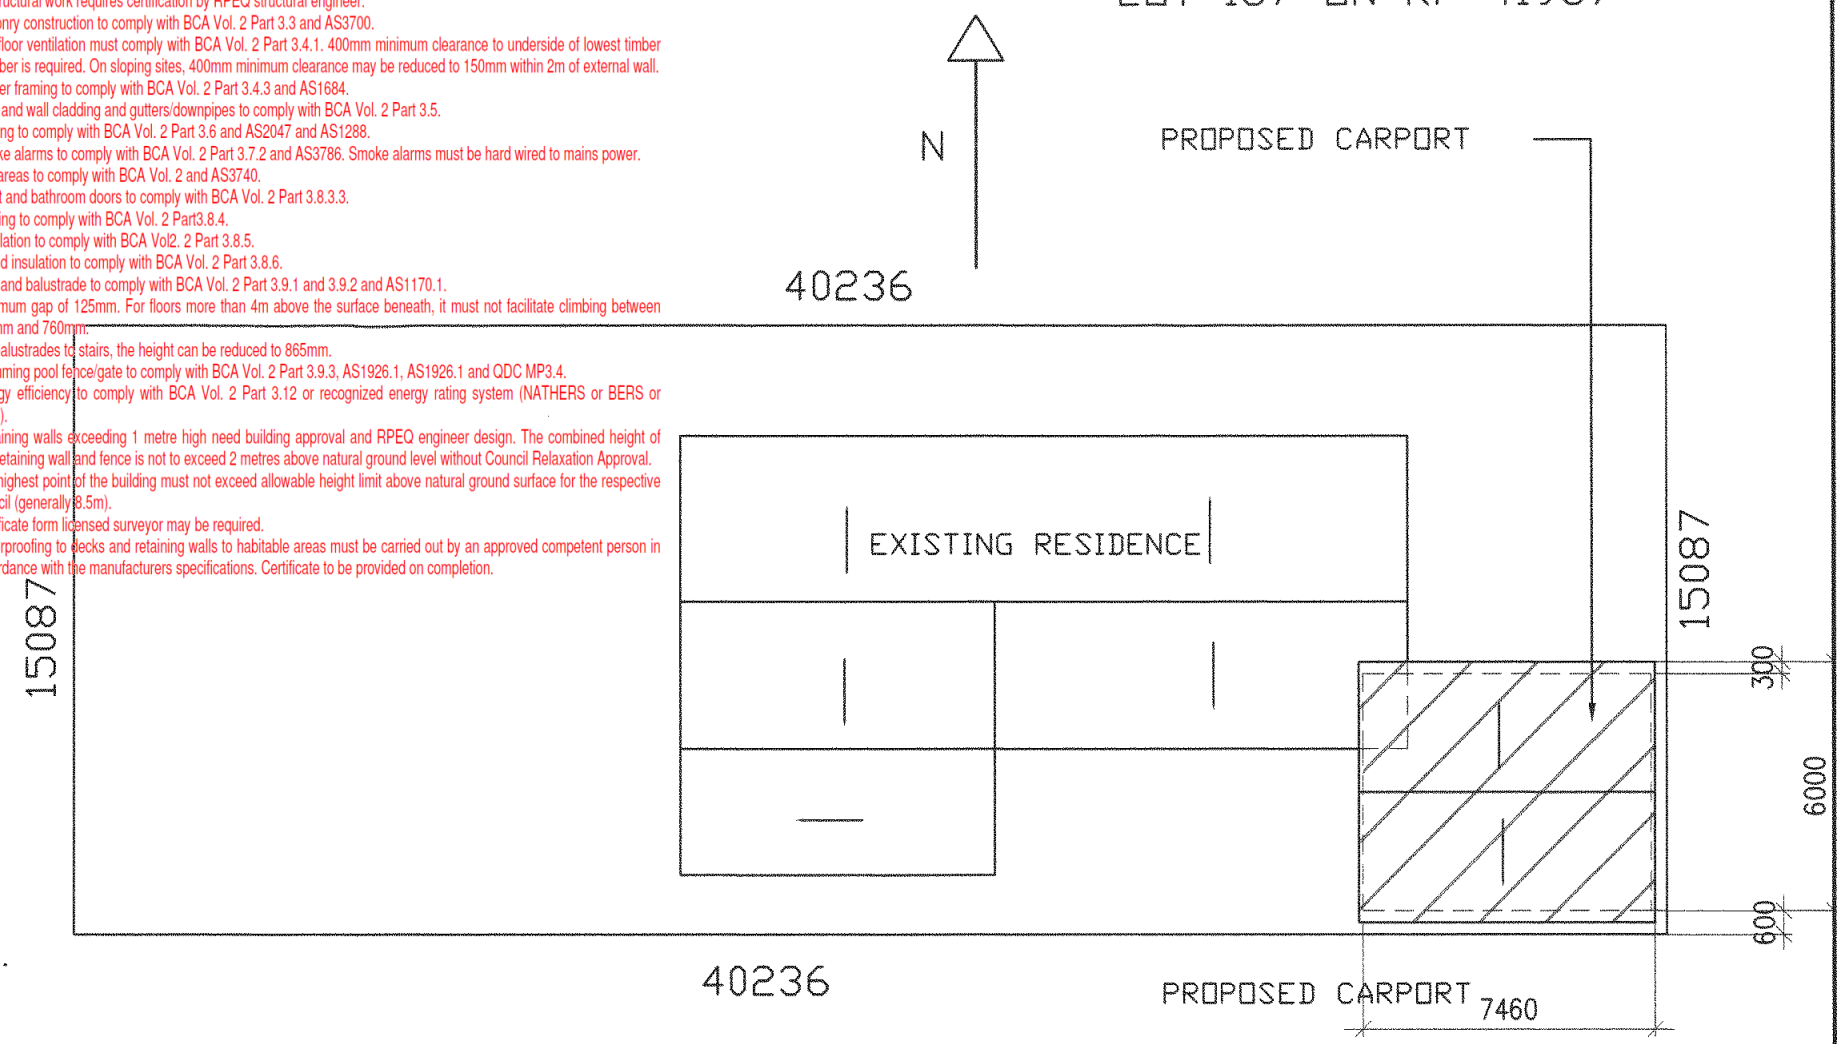 structural work requires certification by RPEQ structural engineer.
to comply with BCA Vol. 2 Part 3.3 and AS3700.
construction
floor ventilation must comply with BCA Vol. 2 Part 3.4.1. 400mm minimum clearance to underside of lowest timber
is required. On sloping sites, 400mm minimum clearance may be reduced to 150mm within 2m of external wall.
framing to comply with BCA Vol. 2 Part 3.4.3 and AS1684.
and wall cladding and gutters/downpipes to comply with BCA Vol. 2 Part 3.5.
to comply with BCA Vol. 2 Part 3.6 and AS2047 and AS1288.
alarms to comply with BCA Vol. 2 Part 3.7.2 and AS3786. Smoke alarms must be hard wired to mains power.
areas to comply with BCA Vol. 2 and AS3740.
and bathroom doors to comply with BCA Vol. 2 Part 3.8.3.3.
to comply with BCA Vol. 2 Part3.8.4.
to comply with BCA Vol2. 2 Part 3.8.5.
insulation to comply with BCA Vol. 2 Part 3.8.6.
and balustrade to comply with BCA Vol. 2 Part 3.9.1 and 3.9.2 and AS1170.1.
gap of 125mm. For floors more than 4m above the surface beneath, it must not facilitate climbing between
and 760mm.
balustrades to stairs, the height can be reduced to 865mm.
pool fence/gate to comply with BCA Vol. 2 Part 3.9.3, AS1926.1, AS1926.1 and QDC MP3.4.
efficiency to comply with BCA Vol. 2 Part 3.12 or recognized energy rating system (NATHERS or BERS or
).
walls exceeding 1 metre high need building approval and RPEQ engineer design. The combined height of
retaining wall and fence is not to exceed 2 metres above natural ground level without Council Relaxation Approval.
highest point of the building must not exceed allowable height limit above natural ground surface for the respective
(generally 8.5m).
form licensed surveyor may be required.
to decks and retaining walls to habitable areas must be carried out by an approved competent person in
with the manufacturers specifications. Certificate to be provided on completion.
N
PROPOSED CARPORT
40236
EXISTING RESIDENCE
15087
15087
300
6000
600
40236
PROPOSED CARPORT
7460